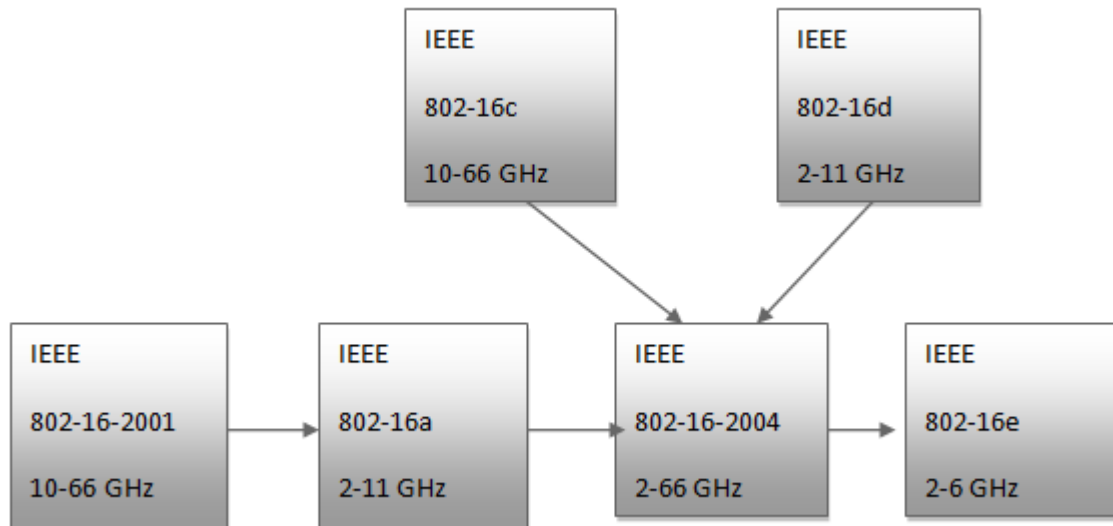 IEEE
802-16c
10-66 GHz
IEEE
802-16d
2-11 GHz
IEEE
802-16-2001
10-66 GHz
IEEE
802-16a
2-11 GHz
IEEE
802-16-2004
2-66 GHz
IEEE
802-16e
2-6 GHz